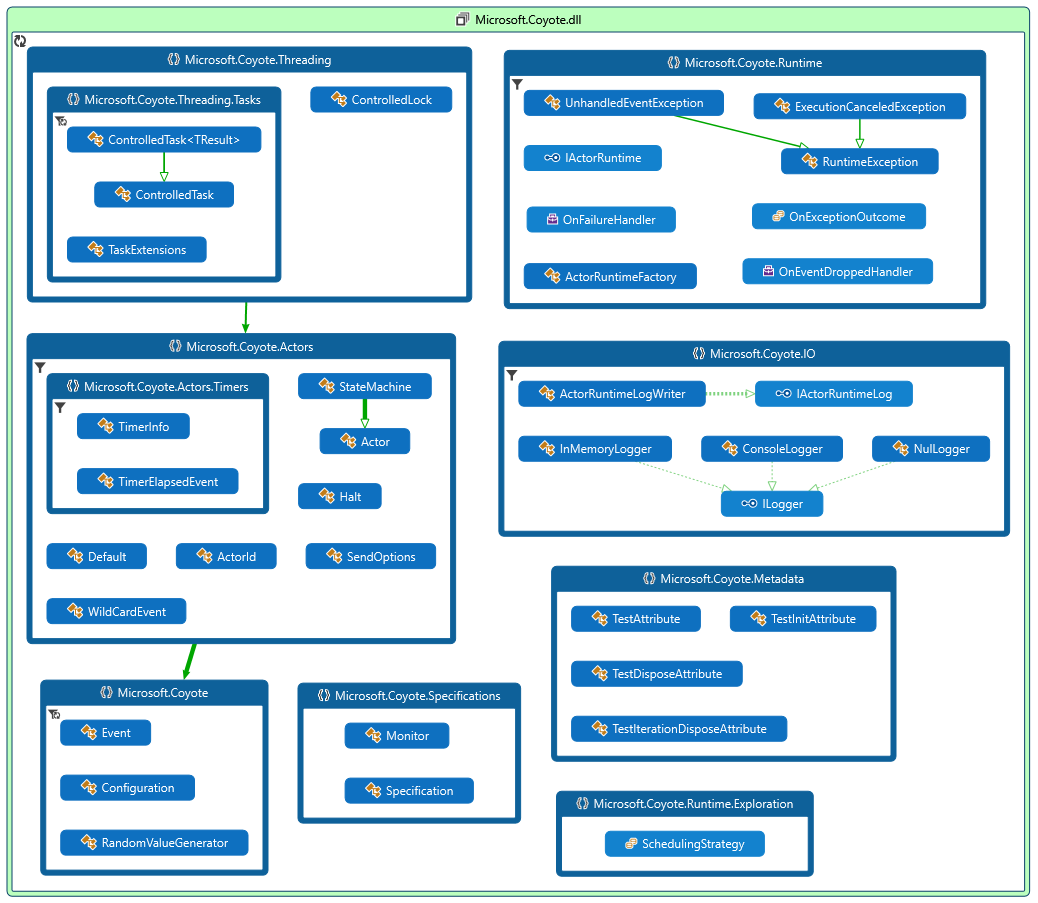 Microsoft.Coyote.dll
Microsoft.Coyote.Threading
Microsoft.Coyote.Threading.Tasks
ControlledTask<TResult>
ControlledTask
TaskExtensions
ControlledLock
Microsoft.Coyote.Runtime
UnhandledEventException
ExecutionCanceledException
IActorRuntime
RuntimeException
OnFailureHandler
OnExceptionOutcome
ActorRuntimeFactory
OnEventDroppedHandler
Microsoft.Coyote.Actors
Microsoft.Coyote.Actors.Timers
TimerInfo
TimerElapsedEvent
StateMachine
Actor
Halt
Default
ActorId
SendOptions
WildCardEvent
Microsoft.Coyote.IO
ActorRuntimeLogWriter
IActorRuntimeLog
InMemoryLogger
ConsoleLogger
NulLogger
ILogger
Microsoft.Coyote.Metadata
TestAttribute
TestInitAttribute
TestDisposeAttribute
TestIterationDisposeAttribute
Microsoft.Coyote
Event
Configuration
RandomValueGenerator
Microsoft.Coyote.Specifications
Monitor
Specification
Microsoft.Coyote.Runtime.Exploration
SchedulingStrategy